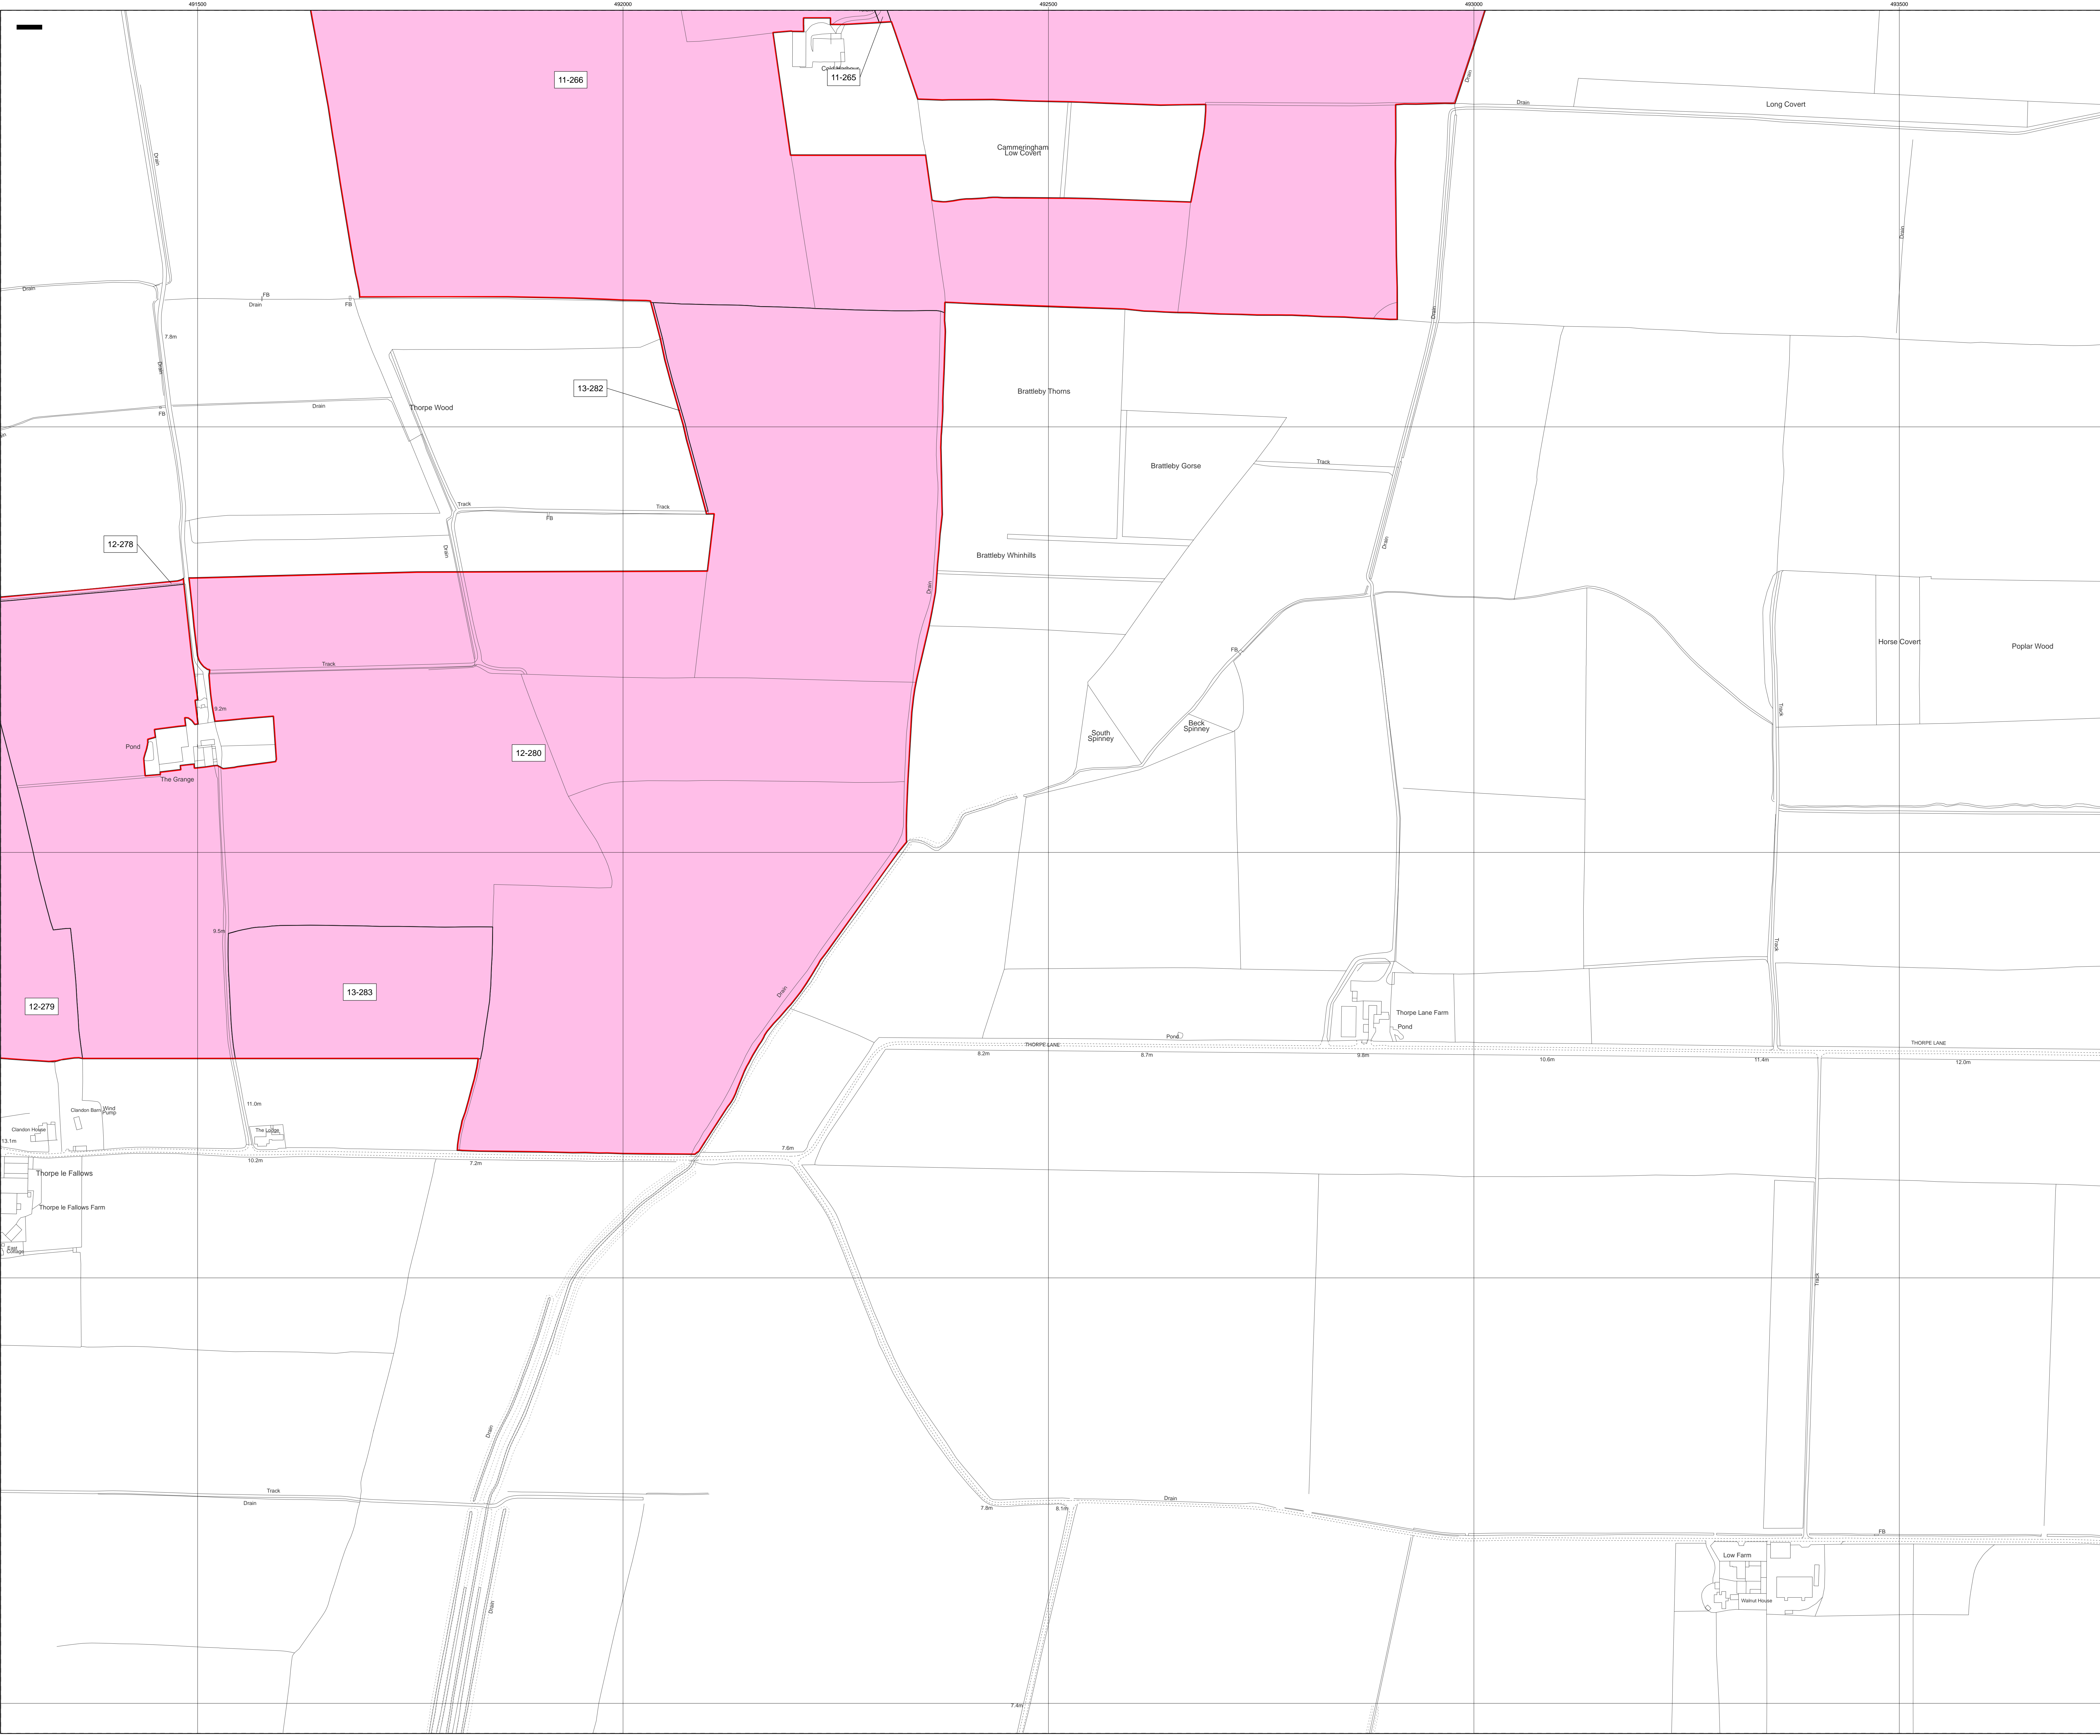 491500
492000
492500
493000
493500
11-266
11-265
Drain
Drain
Long Covert
Cammeringham
Low Covert
Drain
Drain
Drain
FB
Drain
FB
Drain
7.8m
Drain
13-282
Brattleby Thorns
Thorpe Wood
Drain
FB
Brattleby Gorse
Track
Track
Track
FB
12-278
Drain
Drain
Brattleby Whinhills
Drain
Horse Covert
Poplar Wood
FB
Track
9.2m
Track
Beck
Spinney
South
Spinney
Pond
12-280
The Grange
9.5m
Track
13-283
Drain
12-279
Thorpe Lane Farm
Pond
Pond
THORPE LANE
THORPE LANE
8.2m
8.7m
9.8m
10.6m
11.4m
12.0m
11.0m
Clandon Barn
Wind
Pump
Clandon House
The Lodge
13.1m
7.6m
10.2m
7.2m
Thorpe le Fallows
Thorpe le Fallows Farm
East
Cottage
Track
Drain
Track
Drain
7.8m
8.1m
Drain
FB
Low Farm
Walnut House
Drain
7.4m